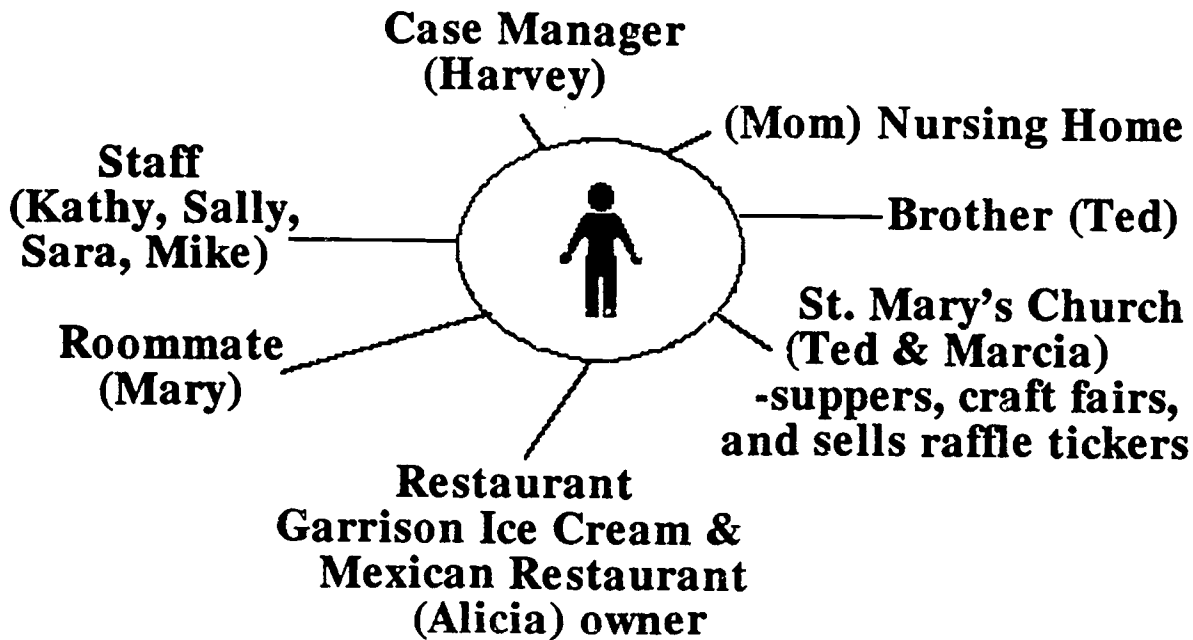 Case Manager
(Harvey)
(Mom) Nursing Home
Staff
(Kathy, Sally,
Sara, Mike)
Brother (Ted)
St. Mary's Church
(Ted & Marcia)
-suppers, craft fairs,
and sells raffle tickers
Roommate
(Mary)
Restaurant
Garrison Ice Cream &
Mexican Restaurant
(Alicia) owner